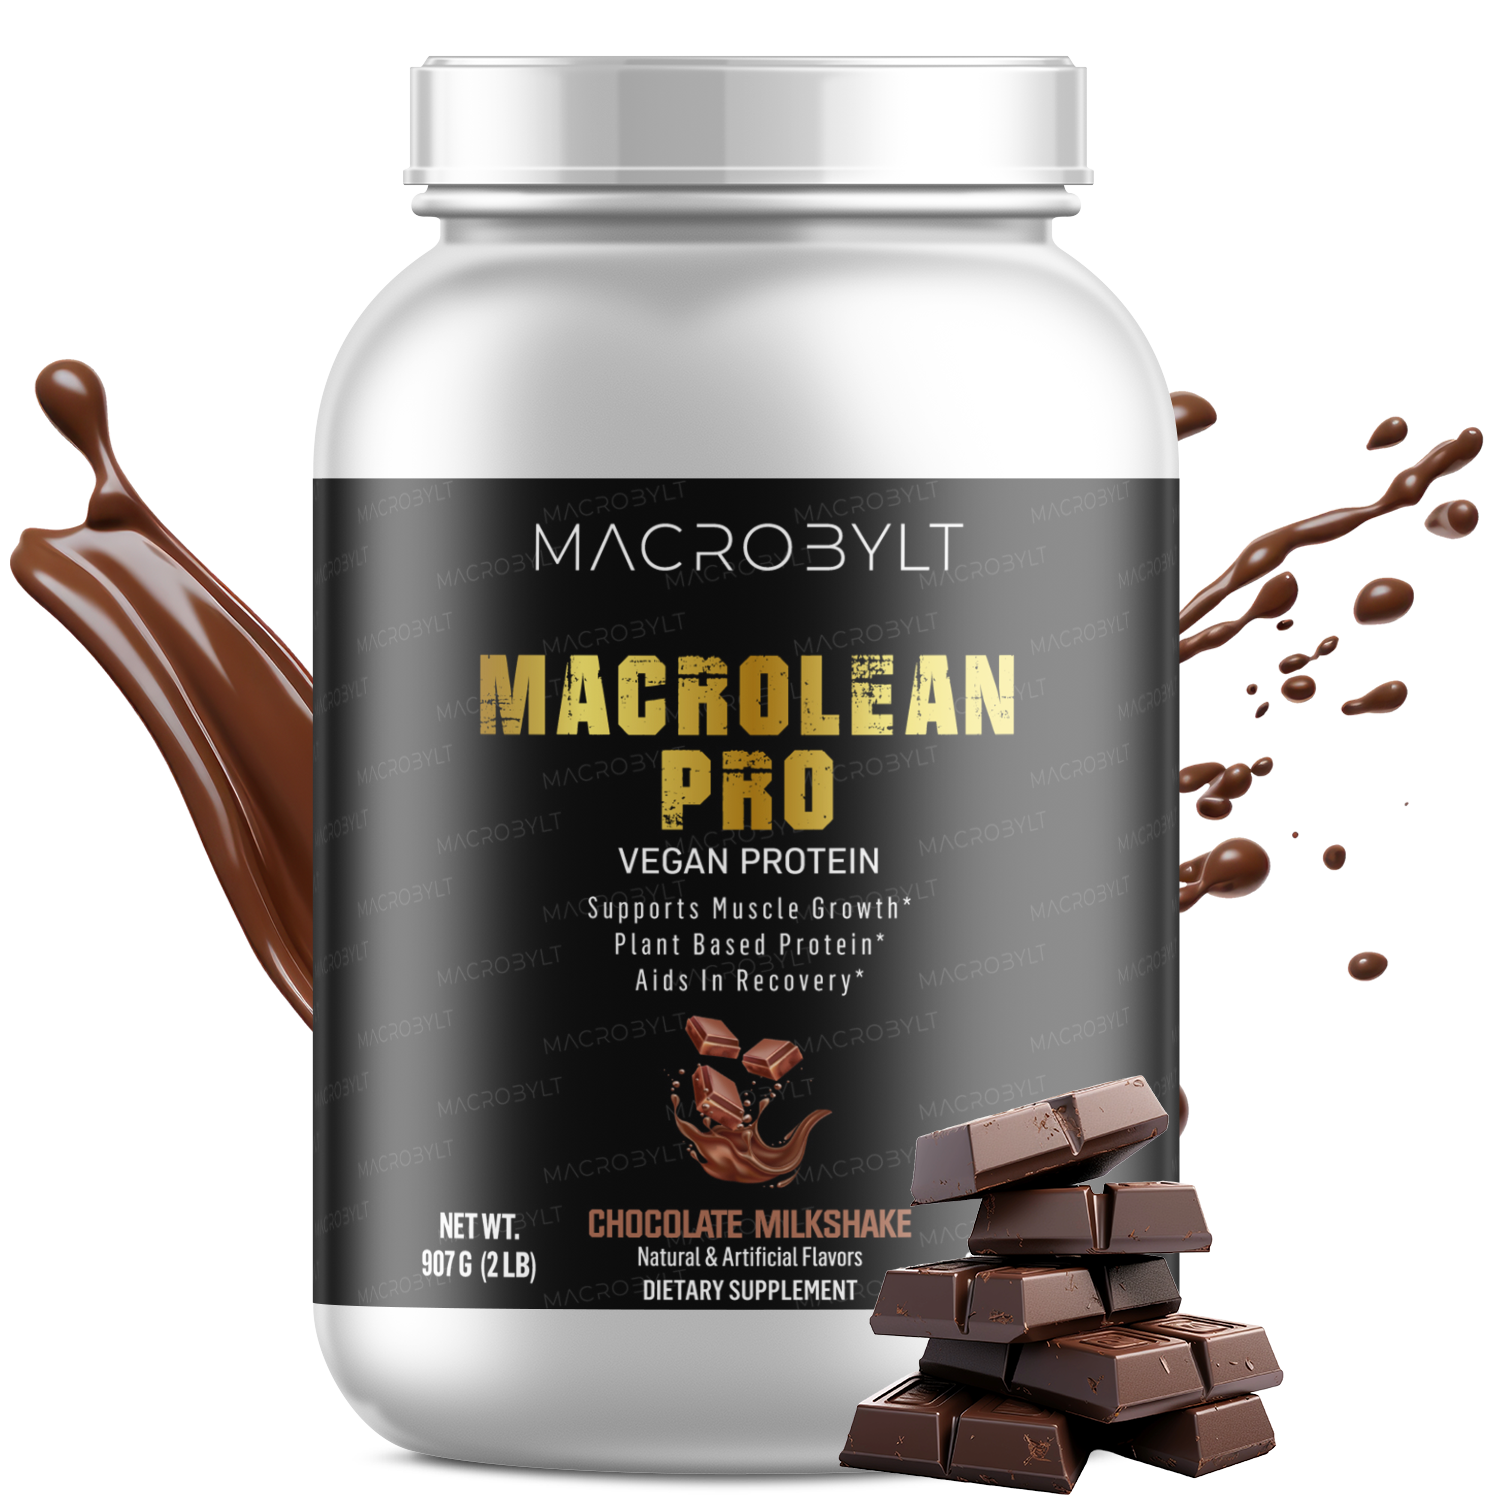 MACROBYLT
MACROLEAN
PRO
VEGAN PROTEIN
Supports Muscle Growth*
Plant Based Protein*
Aids In Recovery*
CHOCOLATE MILKSHAKE
Natural & Artificial Flavors
DIETARY SUPPLEMENT
NET WT.
907 G (2 LB)